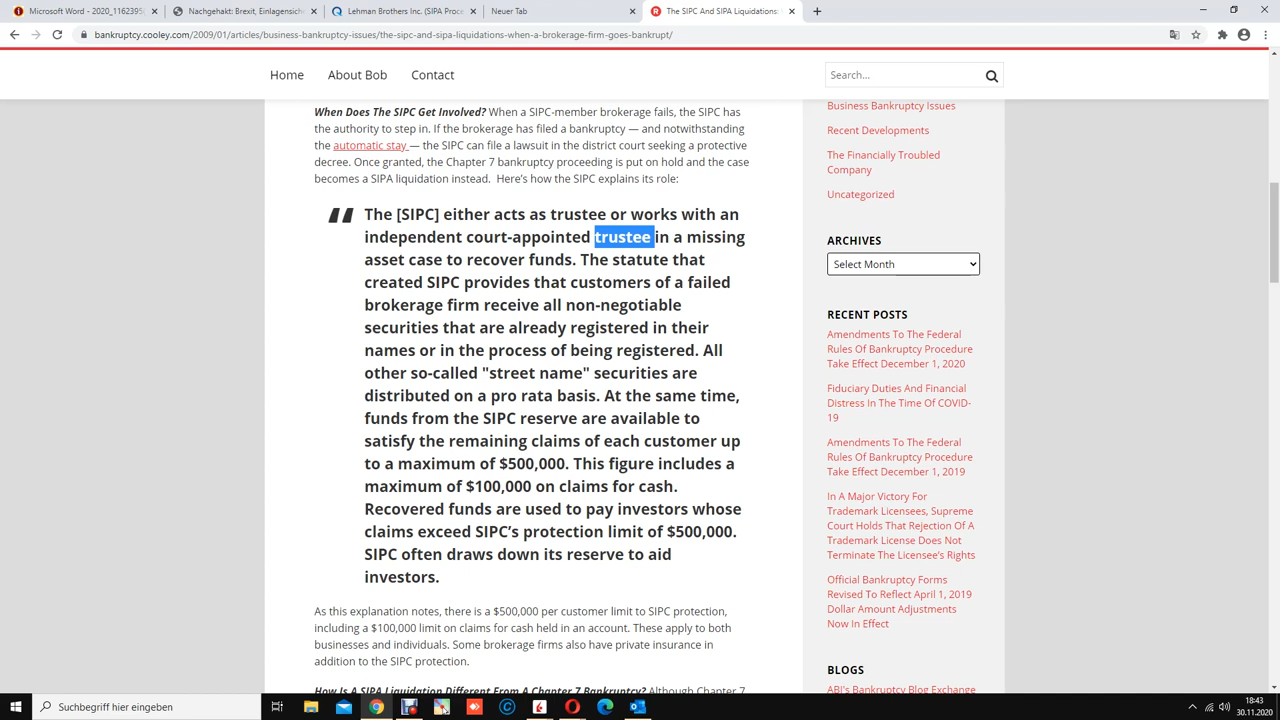 Microsoft Word - 2020_1162395
Nachgehakt: Brexit, Einlagensich
Lehman Brothers Inc. (SIPA Proce
Neuer Tab
The SIPC And SIPA Liquidations:
bankruptcy.cooley.com/2009/01/articles/business-bankruptcy-issues/the-sipc-and-sipa-liquidations-when-a-brokerage-firm-goes-bankrupt/
Home
About Bob
Contact
Search...
When Does The SIPC Get Involved? When a SIPC-member brokerage fails, the SIPC has
the authority to step in. If the brokerage has filed a bankruptcy — and notwithstanding
the automatic stay — the SIPC can file a lawsuit in the district court seeking a protective
decree. Once granted, the Chapter 7 bankruptcy proceeding is put on hold and the case
becomes a SIPA liquidation instead. Here's how the SIPC explains its role:
The [SIPC] either acts as trustee or works with an
independent court-appointed trustee in a missing
asset case to recover funds. The statute that
created SIPC provides that customers of a failed
brokerage firm receive all non-negotiable
securities that are already registered in their
names or in the process of being registered. All
other so-called "street name" securities are
distributed on a pro rata basis. At the same time,
funds from the SIPC reserve are available to
satisfy the remaining claims of each customer up
to a maximum of $500,000. This figure includes a
maximum of $100,000 on claims for cash.
Recovered funds are used to pay investors whose
claims exceed SIPC's protection limit of $500,000.
SIPC often draws down its reserve to aid
investors.
As this explanation notes, there is a $500,000 per customer limit to SIPC protection,
including a $100,000 limit on claims for cash held in an account. These apply to both
businesses and individuals. Some brokerage firms also have private insurance in
addition to the SIPC protection.
How Is A SIPA Liquidation Different From A Chapter 7 Bankruptcy? Although Chapter 7
Business Bankruptcy Issues
Recent Developments
The Financially Troubled
Company
Uncategorized
ARCHIVES
Select Month
RECENT POSTS
Amendments To The Federal
Rules Of Bankruptcy Procedure
Take Effect December 1, 2020
Fiduciary Duties And Financial
Distress In The Time Of COVID-
19
Amendments To The Federal
Rules Of Bankruptcy Procedure
Take Effect December 1, 2019
In A Major Victory For
Trademark Licensees, Supreme
Court Holds That Rejection Of A
Trademark License Does Not
Terminate The Licensee's Rights
Official Bankruptcy Forms
Revised To Reflect April 1, 2019
Dollar Amount Adjustments
Now In Effect
BLOGS
ABI's Bankruptcy Blog Exchange
Suchbegriff hier eingeben
18:43
30.11.2020